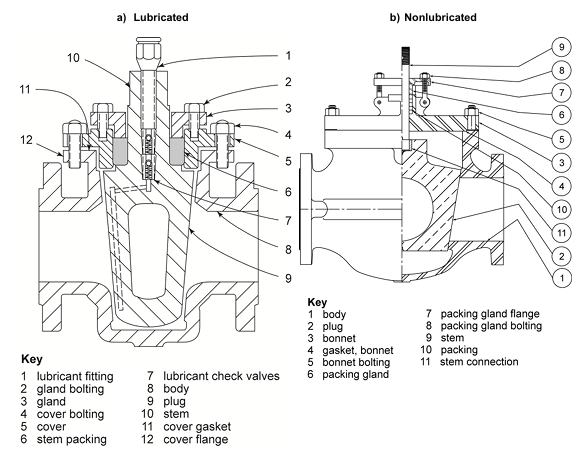 a) Lubricated
b) Nonlubricated
10
11
12
1
2
3
4
5
6
7
8
9
9
8
7
6
5
3
4
10
11
2
1
Key
1 lubricant fitting
2 gland bolting
3 gland
4 cover bolting
5 cover
6 stem packing
7 lubricant check valves
8 body
9 plug
10 stem
11 cover gasket
12 cover flange
Key
1 body
2 plug
3 bonnet
4 gasket, bonnet
5 bonnet bolting
6 packing gland
7 packing gland flange
8 packing gland bolting
9 stem
10 packing
11 stem connection